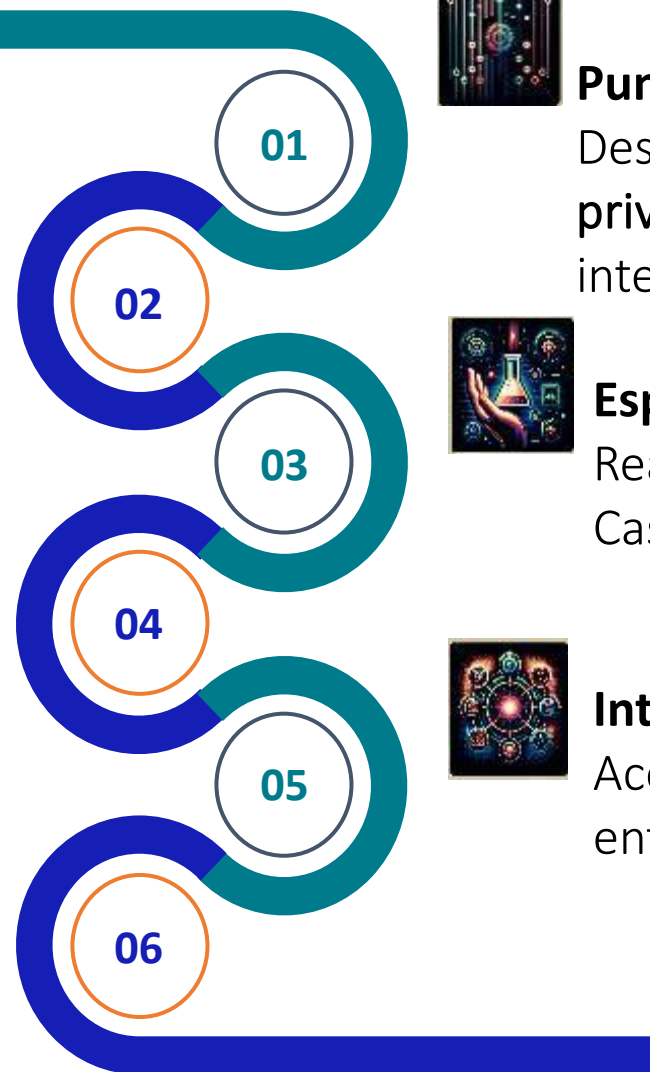 01
02
03
04
05
06
Pur
Des
priv
inte
Esp
Rea
Cas
Int
Acc
ent